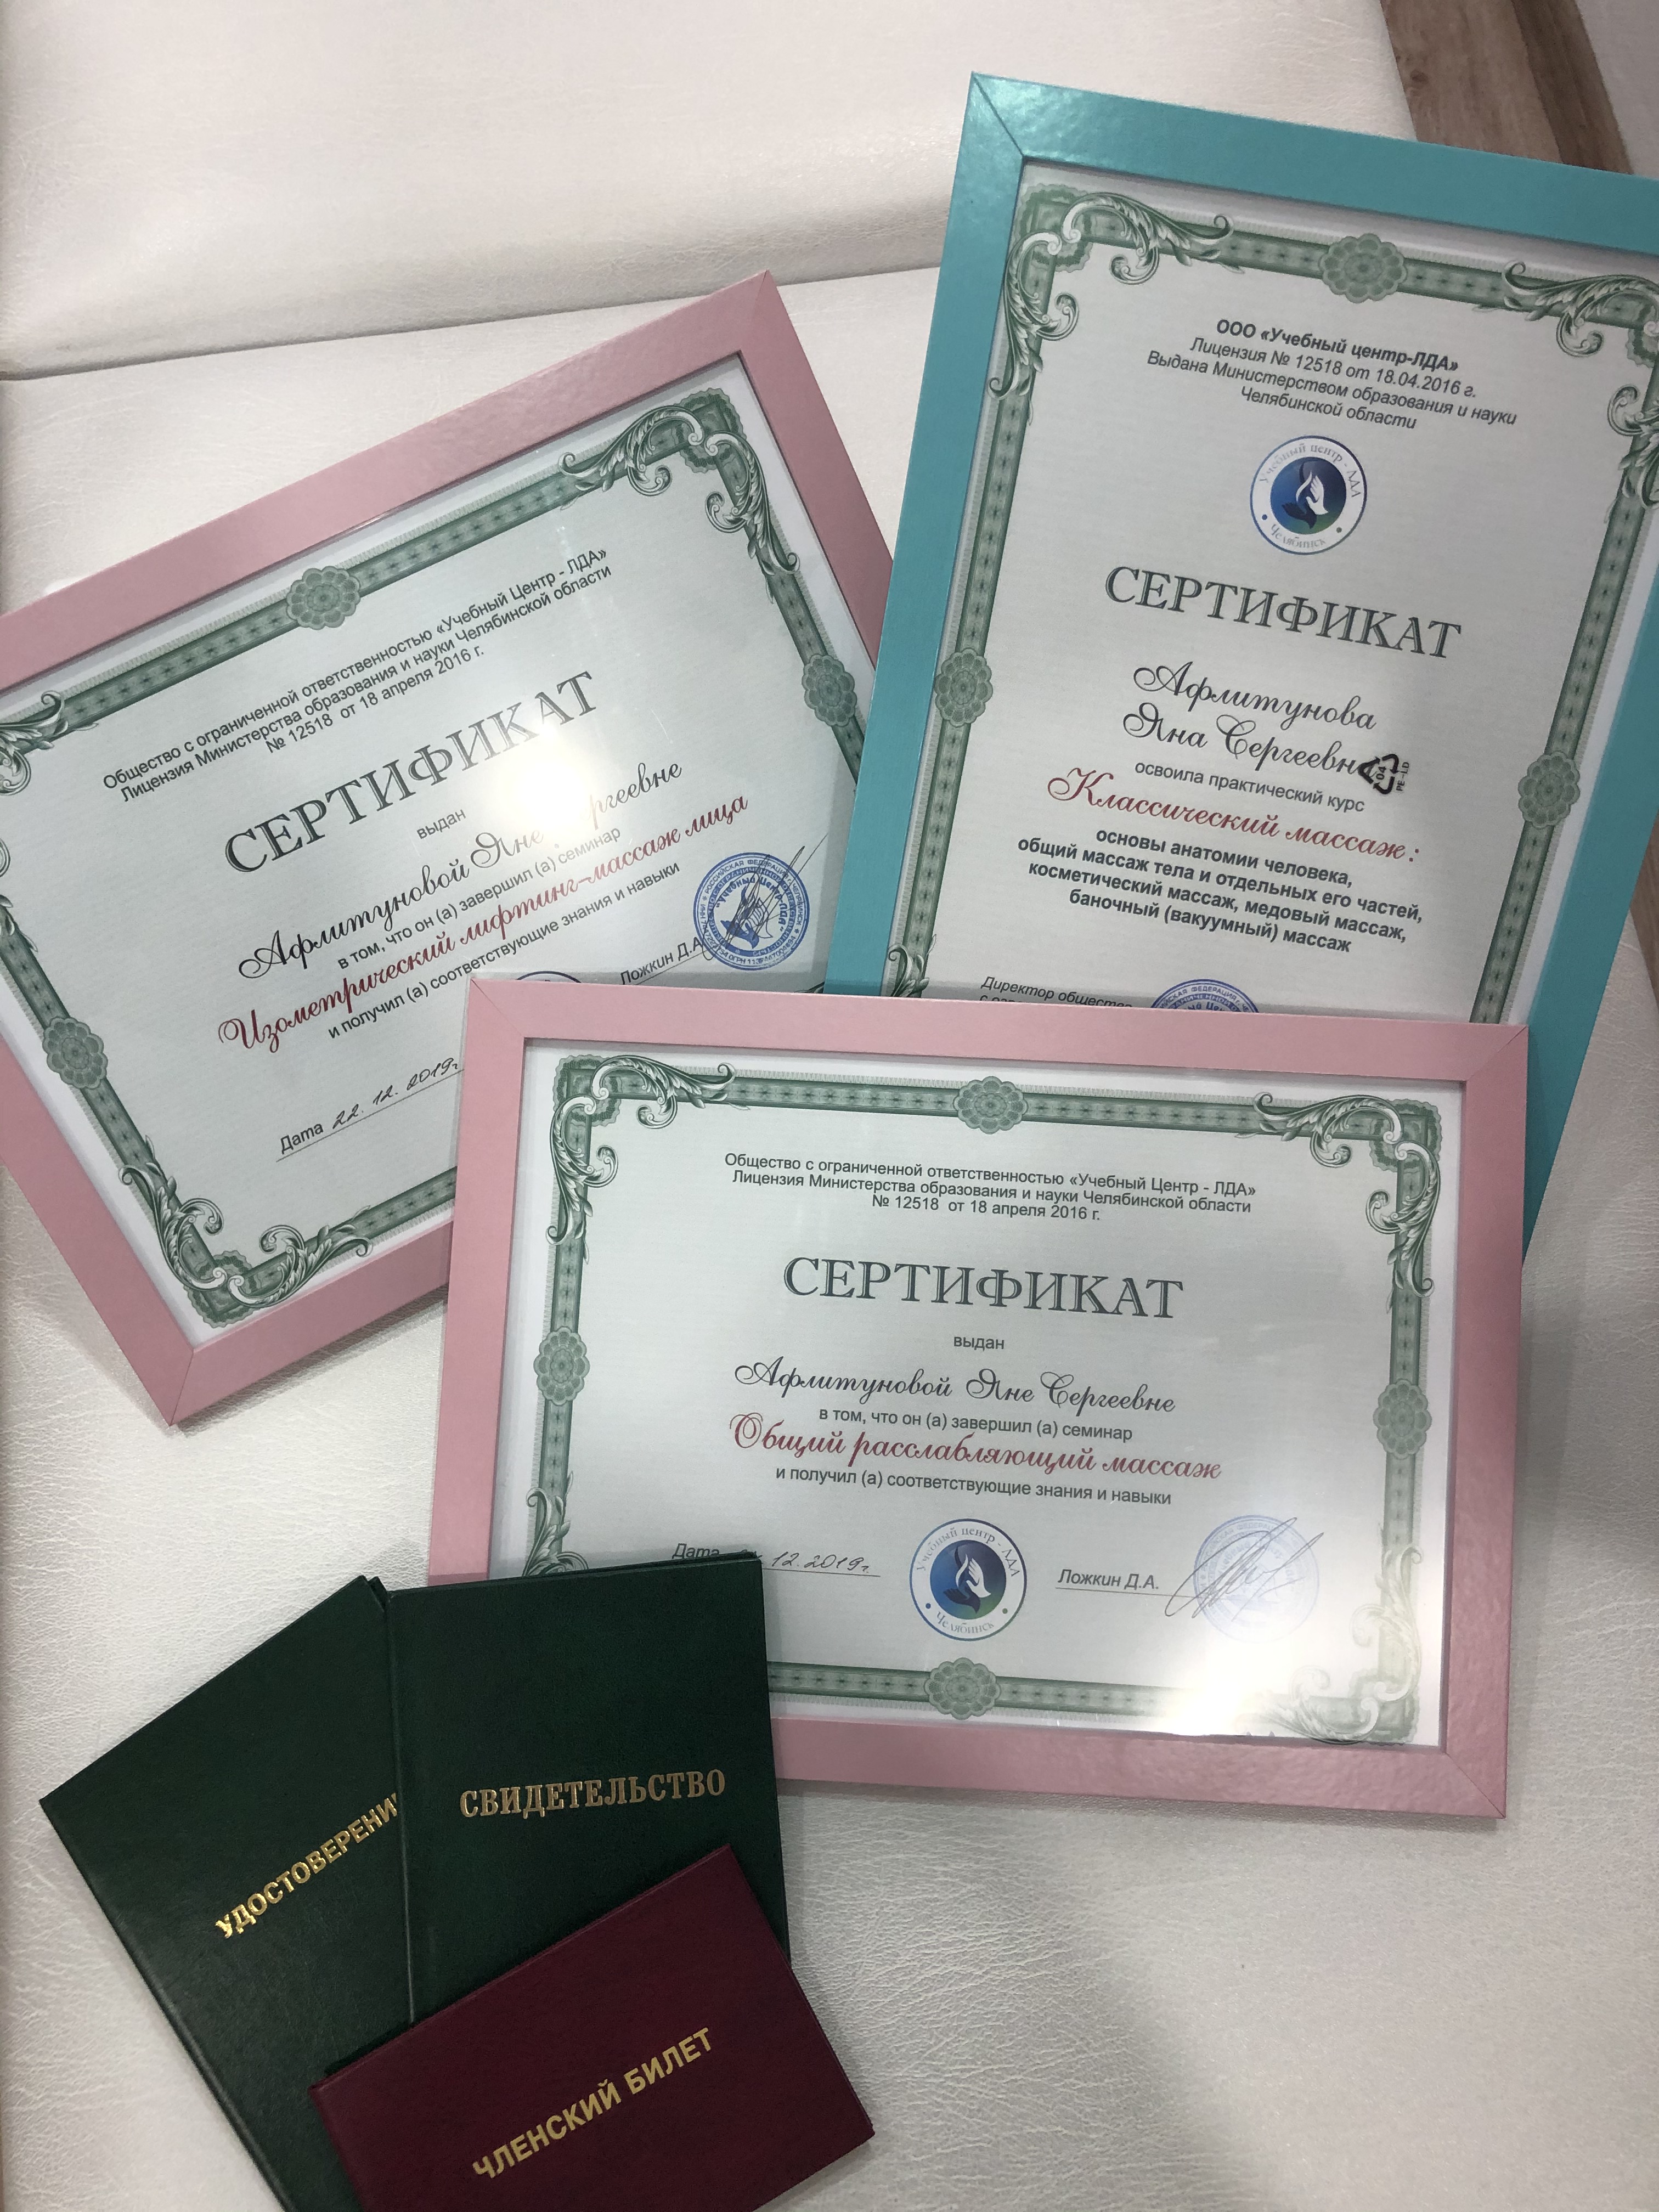 Общество с ограниченной ответственностью «Учебный Центр - ЛДА»
Лицензия Министерства образования и науки Челябинской области
№ 12518 от 18 апреля 2016 г.
СЕРТИФИКАТ
выдан
Афлитуновой Яне
в том, что он (а) завершил (а) семинар
Изометрический лифтинг-массаж лица
и получил (а) соответствующие знания и навыки
Ложкин Д.А.
Дата 22.12.2019г.
ООО «Учебный центр-ЛДА»
Лицензия № 12518 от 18.04.2016 г.
Выдана Министерством образования и науки
Челябинской области
Учебный центр - ЛДА
Челябинск
СЕРТИФИКАТ
Афлитунова
Яна Сергеевна
04
PE-LD
освоила практический курс
Классический массаж:
основы анатомии человека,
общий массаж тела и отдельных его частей,
косметический массаж, медовый массаж,
баночный (вакуумный) массаж
Директор
Общество с ограниченной ответственностью «Учебный Центр - ЛДА»
Лицензия Министерства образования и науки Челябинской области
№ 12518 от 18 апреля 2016 г.
СЕРТИФИКАТ
выдан
Афлитуновой Яне Сергеевне
в том, что он (а) завершил (а) семинар
Общий расслабляющий массаж
и получил (а) соответствующие знания и навыки
Дата 12.2019г.
Учебный центр - ЛДА
Челябинск
Ложкин Д.А.
УДОСТОВЕРЕНИ
СВИДЕТЕЛЬСТВО
ЧЛЕНСКИЙ БИЛЕТ